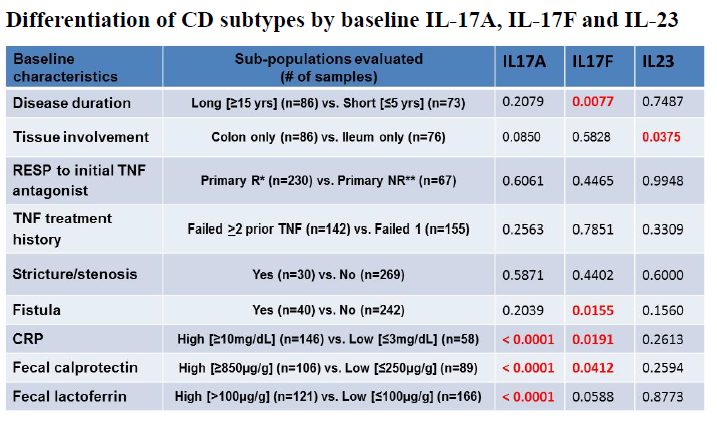 Differentiation of CD subtypes by baseline IL-17A, IL-17F and IL-23
Baseline characteristics Sub-populations evaluated (# of samples) IL17A IL17F IL23
Disease duration Long [≥15 yrs] (n=86) vs. Short [≤5 yrs] (n=73) 0.2079 0.0077 0.7487
Tissue involvement Colon only (n=86) vs. Ileum only (n=76) 0.0850 0.5828 0.0375
RESP to initial TNF antagonist Primary R* (n=230) vs. Primary NR** (n=67) 0.6061 0.4465 0.9948
TNF treatment history Failed >2 prior TNF (n=142) vs. Failed 1 (n=155) 0.2563 0.7851 0.3309
Stricture/stenosis Yes (n=30) vs. No (n=269) 0.5871 0.4402 0.6000
Fistula Yes (n=40) vs. No (n=242) 0.2039 0.0155 0.1560
CRP High [≥10mg/dL] (n=146) vs. Low [≤3mg/dL] (n=58) < 0.0001 0.0191 0.2613
Fecal calprotectin High [≥850µg/g] (n=106) vs. Low [≤250µg/g] (n=89) < 0.0001 0.0412 0.2594
Fecal lactoferrin High [>100µg/g] (n=121) vs. Low [≤100µg/g] (n=166) < 0.0001 0.0588 0.8773